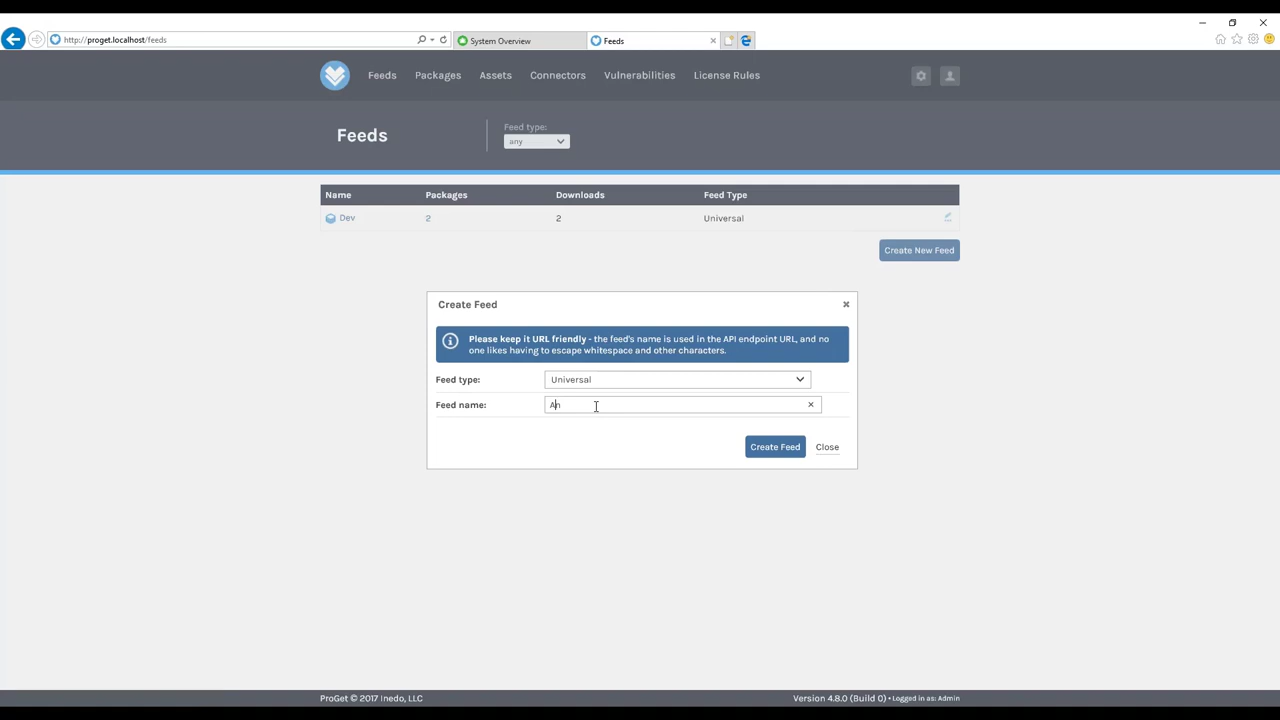 http://proget.localhost/feeds
System Overview
Feeds
Feeds Packages Assets Connectors Vulnerabilities License Rules
Feeds
Feed type:
any
Name Packages Downloads Feed Type
Dev 2 2 Universal
Create New Feed
Create Feed
Please keep it URL friendly - the feed's name is used in the API endpoint URL, and no
one likes having to escape whitespace and other characters.
Feed type: Universal
Feed name: An
Create Feed Close
ProGet © 2017 Inedo, LLC
Version 4.8.0 (Build 0) • Logged in as: Admin